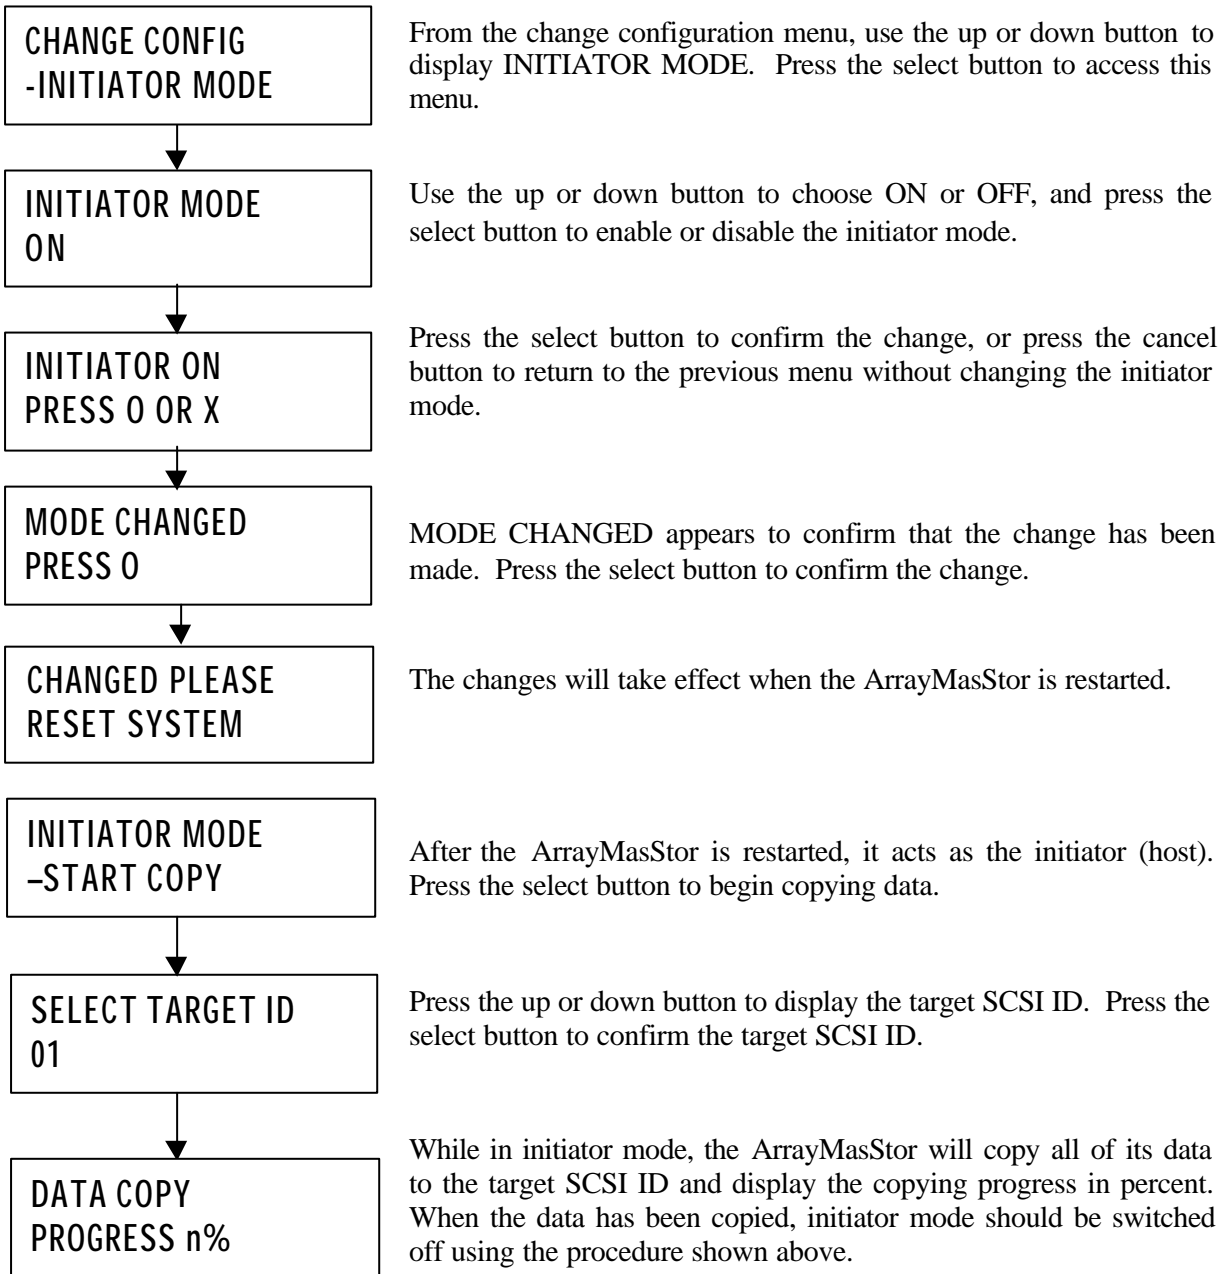 CHANGE CONFIG
-INITIATOR MODE
From the change configuration menu, use the up or down button to
display INITIATOR MODE. Press the select button to access this
menu.
INITIATOR MODE
ON
Use the up or down button to choose ON or OFF, and press the
select button to enable or disable the initiator mode.
INITIATOR ON
PRESS O OR X
Press the select button to confirm the change, or press the cancel
button to return to the previous menu without changing the initiator
mode.
MODE CHANGED
PRESS O
MODE CHANGED appears to confirm that the change has been
made. Press the select button to confirm the change.
CHANGED PLEASE
RESET SYSTEM
The changes will take effect when the ArrayMasStor is restarted.
INITIATOR MODE
–START COPY
After the ArrayMasStor is restarted, it acts as the initiator (host).
Press the select button to begin copying data.
SELECT TARGET ID
01
Press the up or down button to display the target SCSI ID. Press the
select button to confirm the target SCSI ID.
DATA COPY
PROGRESS n%
While in initiator mode, the ArrayMasStor will copy all of its data
to the target SCSI ID and display the copying progress in percent.
When the data has been copied, initiator mode should be switched
off using the procedure shown above.